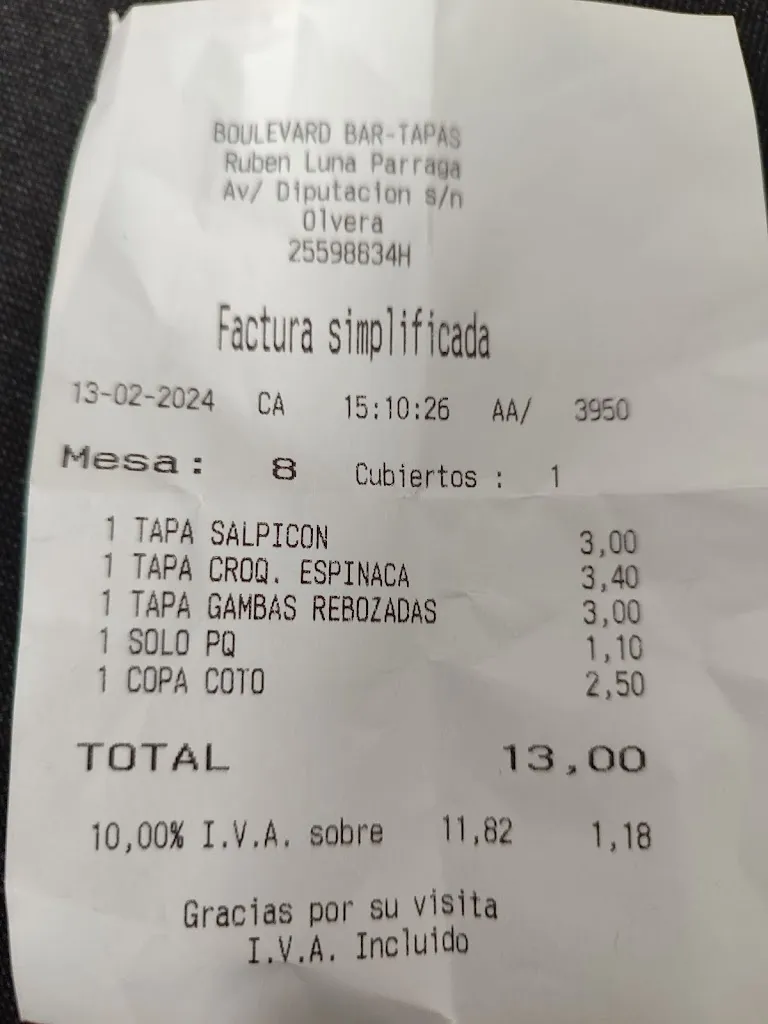 BOULEVARD BAR-TAPAS
Ruben Luna Parraga
Av/ Diputacion s/n
Olvera
25598634H
Factura simplificada
13-02-2024 CA 15:10:26 AA/ 3950
Mesa: 8 Cubiertos : 1
1 TAPA SALPICON 3,00
1 TAPA CROQ. ESPINACA 3,40
1 TAPA GAMBAS REBOZADAS 3,00
1 SOLO PQ 1,10
1 COPA COTO 2,50
TOTAL 13,00
10,00% I.V.A. sobre 11,82 1,18
Gracias por su visita
I.V.A. Incluido